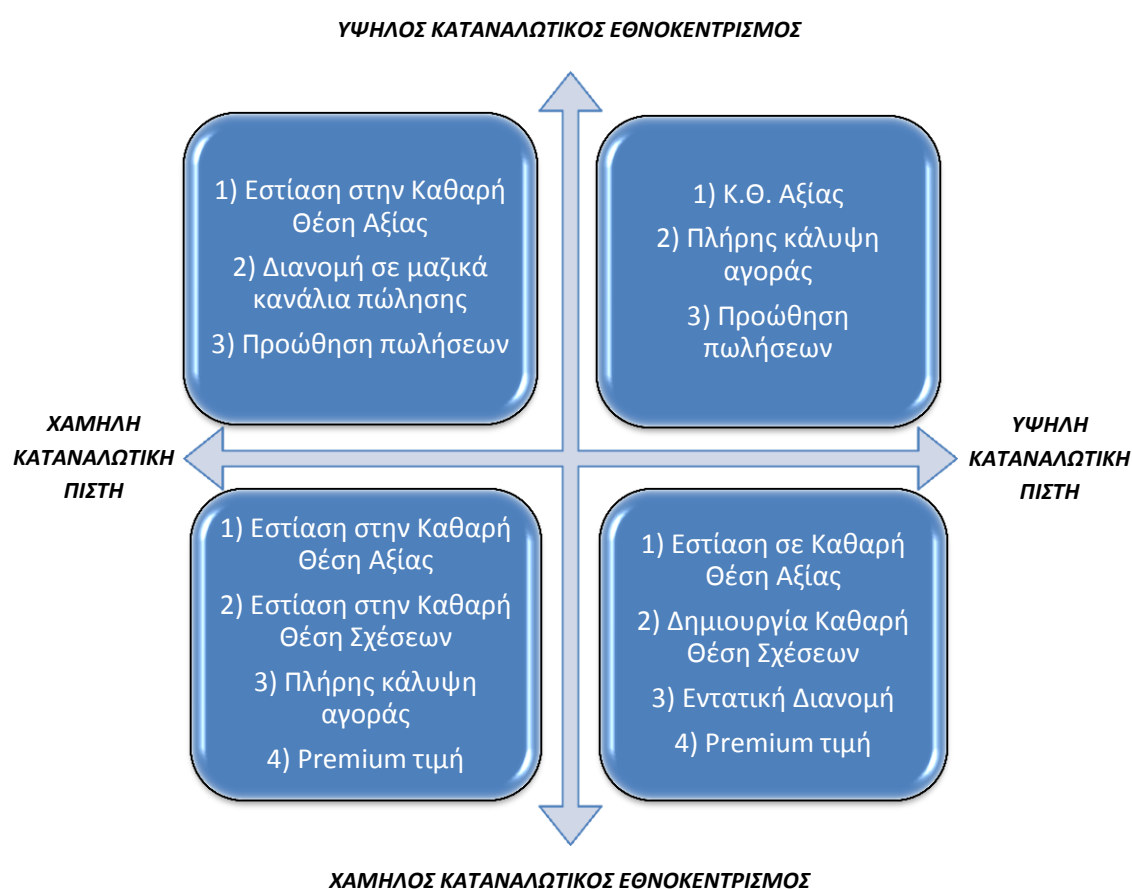 ΥΨΗΛΟΣ ΚΑΤΑΝΑΛΩΤΙΚΟΣ ΕΘΝΟΚΕΝΤΡΙΣΜΟΣ
1) Εστίαση στην Καθαρή
Θέση Αξίας
2) Διανομή σε μαζικά
κανάλια πώλησης
3) Προώθηση πωλήσεων
1) Κ.Θ. Αξίας
2) Πλήρης κάλυψη
αγοράς
3) Προώθηση
πωλήσεων
ΧΑΜΗΛΗ
ΚΑΤΑΝΑΛΩΤΙΚΗ
ΠΙΣΤΗ
ΥΨΗΛΗ
ΚΑΤΑΝΑΛΩΤΙΚΗ
ΠΙΣΤΗ
1) Εστίαση στην Καθαρή
Θέση Αξίας
2) Εστίαση στην Καθαρή
Θέση Σχέσεων
3) Πλήρης κάλυψη
αγοράς
4) Premium τιμή
1) Εστίαση σε Καθαρή
Θέση Αξίας
2) Δημιουργία Καθαρή
Θέση Σχέσεων
3) Εντατική Διανομή
4) Premium τιμή
ΧΑΜΗΛΟΣ ΚΑΤΑΝΑΛΩΤΙΚΟΣ ΕΘΝΟΚΕΝΤΡΙΣΜΟΣ